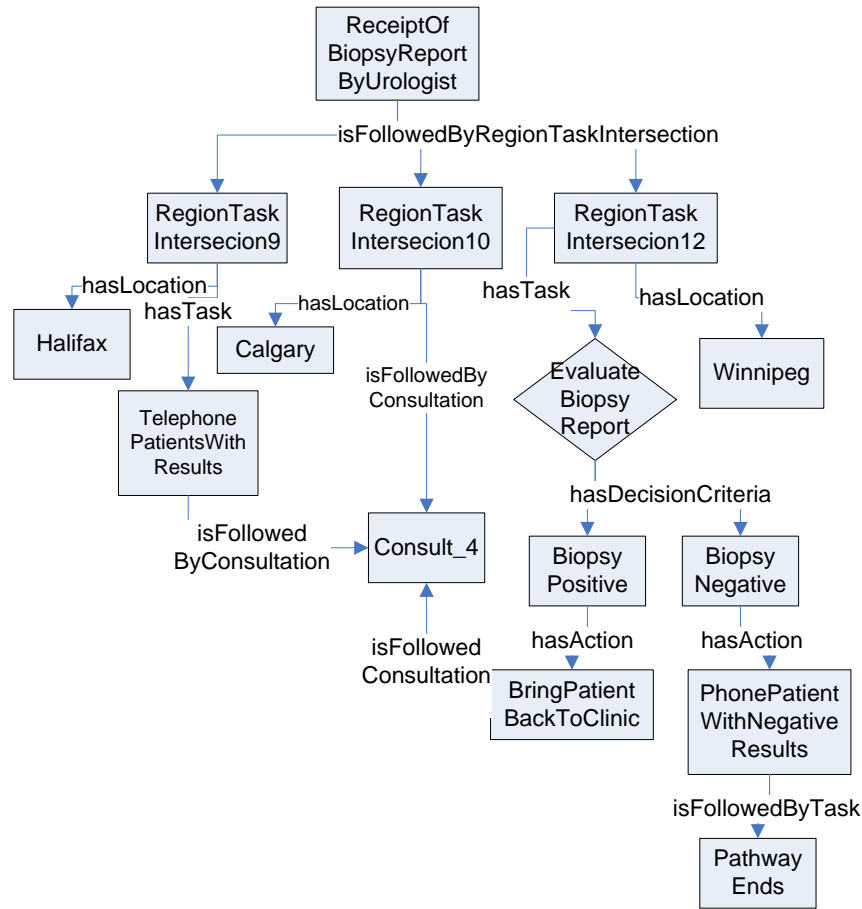 ReceiptOf
BiopsyReport
ByUrologist
isFollowedByRegionTaskIntersection
RegionTask
Intersecion9
RegionTask
Intersecion10
RegionTask
Intersecion12
hasLocation
hasTask
hasLocation
hasTask
hasLocation
Halifax
Calgary
Winnipeg
isFollowedBy
Consultation
Evaluate
Biopsy
Report
Telephone
PatientsWith
Results
hasDecisionCriteria
isFollowed
ByConsultation
Consult_4
Biopsy
Positive
Biopsy
Negative
isFollowed
Consultation
hasAction
hasAction
BringPatient
BackToClinic
PhonePatient
WithNegative
Results
isFollowedByTask
Pathway
Ends